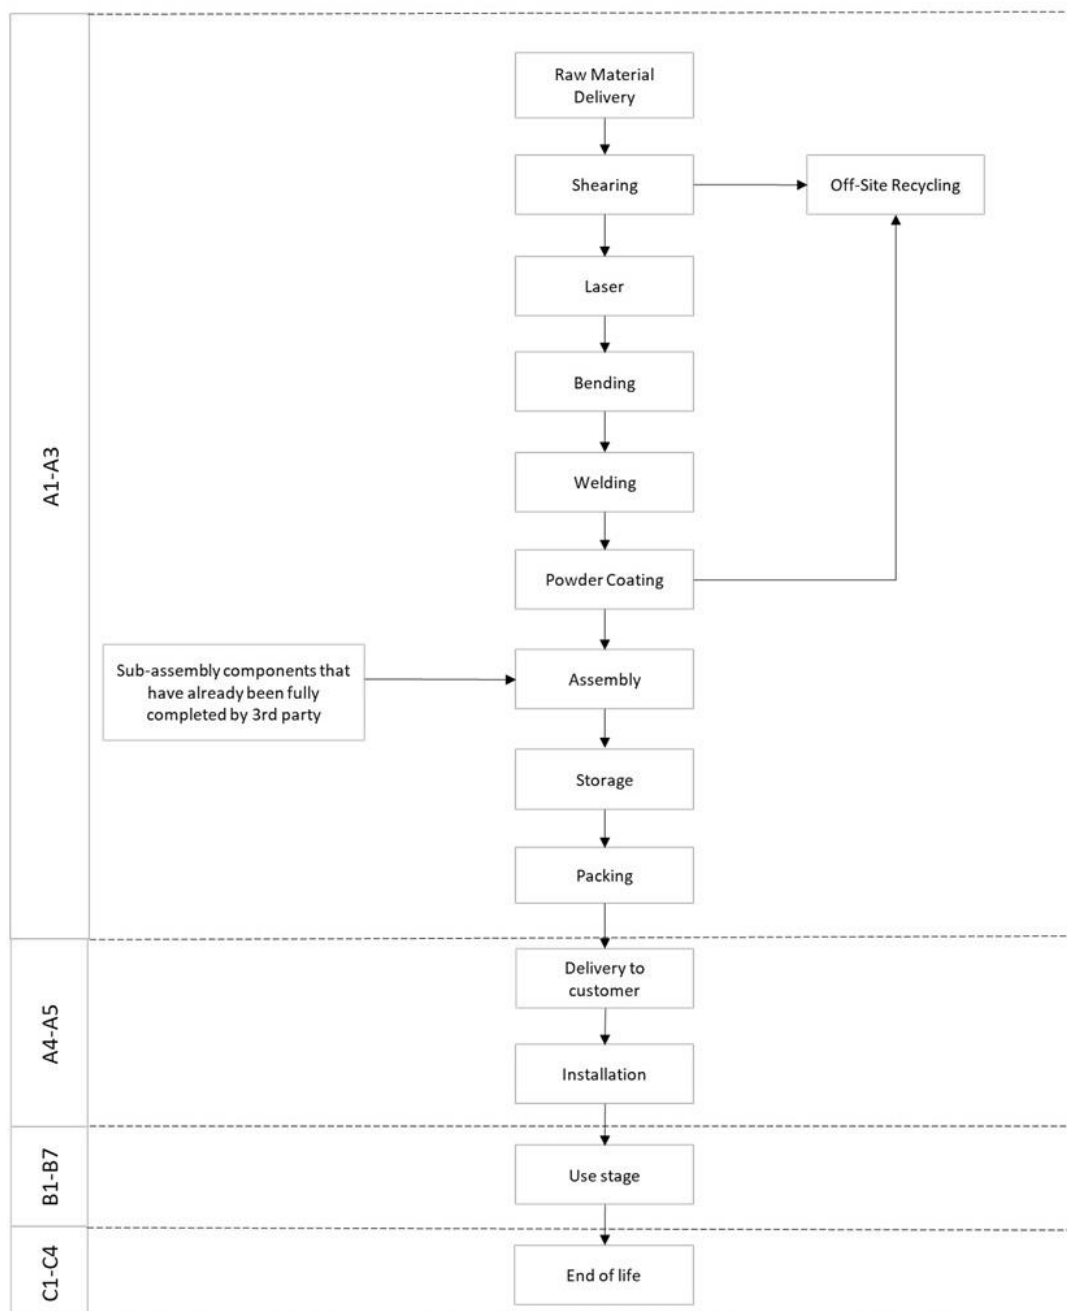 Raw Material
Delivery
Shearing
Off-Site Recycling
Laser
Bending
A1-A3
Welding
Powder Coating
Sub-assembly components that
have already been fully
completed by 3rd party
Assembly
Storage
Packing
Delivery to
customer
A4-A5
Installation
B1-B7
Use stage
C1-C4
End of life